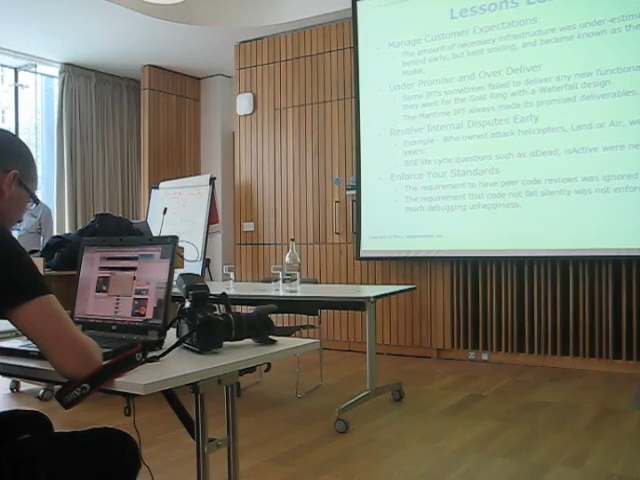 Lessons
- Manage Customer Expectations
- The amount of necessary infrastructure was under-estim
behind early, but kept smiling, and became known as the
Model.
- Under Promise and Over Deliver
- Some IPTs sometimes failed to deliver any new functiona
they went for the Gold Ring with a Waterfall design.
- The Maritime IPT always made its promised deliverables.
- Resolve Internal Disputes Early
- Example - Who owned attack helicopters, Land or Air, we
years.
- BSE life cycle questions such as isDead, isActive were ne
- Enforce Your Standards
- The requirement to have peer code reviews was ignored
- The requirement that code not fail silently was not enfor
much debugging unhappiness.
Canon